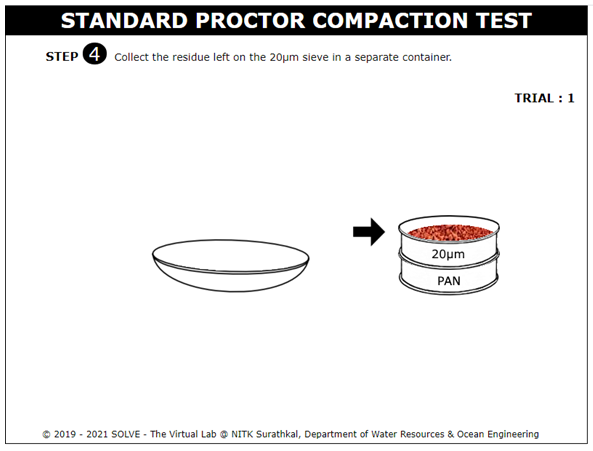 STANDARD PROCTOR COMPACTION TEST
STEP 4 Collect the residue left on the 20μm sieve in a separate container.
TRIAL : 1
20μm
PAN
© 2019 - 2021 SOLVE - The Virtual Lab @ NITK Surathkal, Department of Water Resources & Ocean Engineering